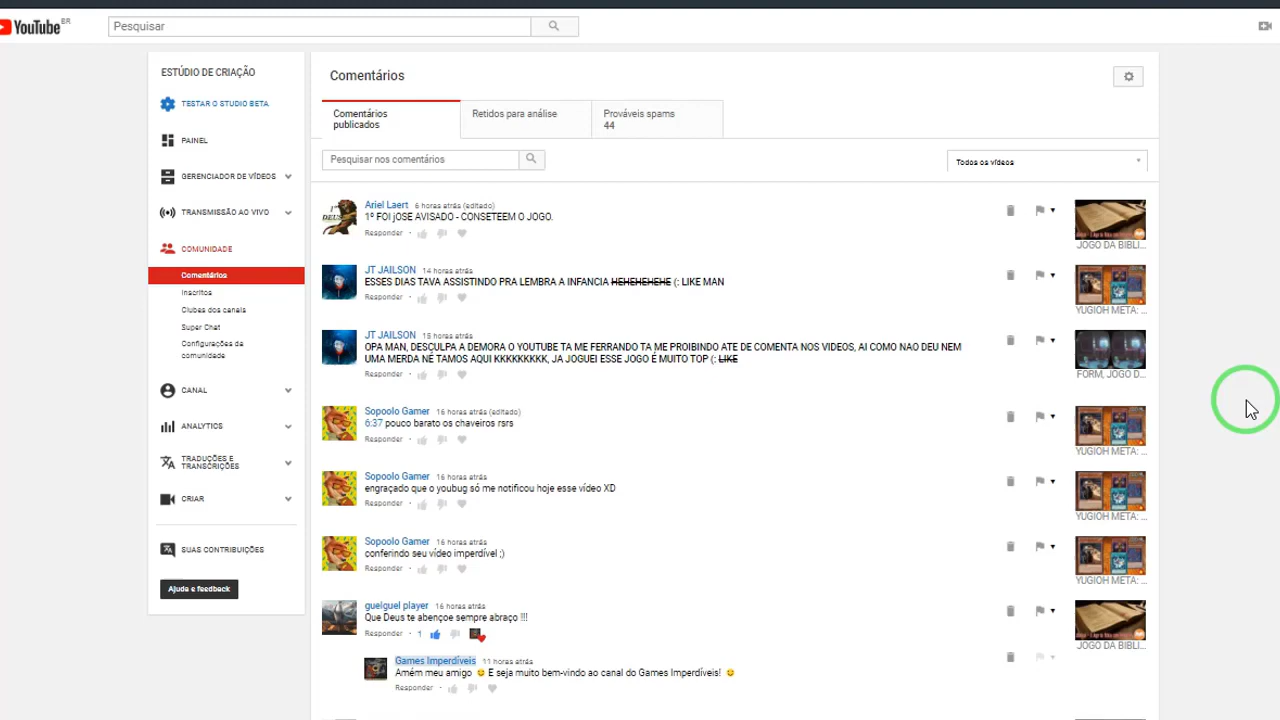 YouTube BR
Pesquisar
ESTÚDIO DE CRIAÇÃO
TESTAR O STUDIO BETA
PAINEL
GERENCIADOR DE VÍDEOS
TRANSMISSÃO AO VIVO
COMUNIDADE
Comentários
Inscritos
Clubes dos canais
Super Chat
Configurações da
comunidade
CANAL
ANALYTICS
TRADUÇÕES E
TRANSCRIÇÕES
CRIAR
SUAS CONTRIBUIÇÕES
Ajuda e feedback
Comentários
Comentários
publicados
Retidos para análise
Prováveis spams
44
Pesquisar nos comentários
Todos os vídeos
Ariel Laert 6 horas atrás (editado)
1º FOI jOSE AVISADO - CONSETEEM O JOGO.
Responder
JOGO DA BIBLI...
JT JAILSON 14 horas atrás
ESSES DIAS TAVA ASSISTINDO PRA LEMBRA A INFANCIA HEHEHEHEHE (: LIKE MAN
Responder
YUGIOH META: ...
JT JAILSON 15 horas atrás
OPA MAN, DESCULPA A DEMORA O YOUTUBE TA ME FERRANDO TA ME PROIBINDO ATE DE COMENTA NOS VIDEOS, AI COMO NAO DEU NEM
UMA MERDA NÉ TAMOS AQUI KKKKKKKKK, JA JOGUEI ESSE JOGO É MUITO TOP (: LIKE
Responder
FORM, JOGO D...
Sopoolo Gamer 16 horas atrás (editado)
6:37 pouco barato os chaveiros rsrs
Responder
YUGIOH META: ...
Sopoolo Gamer 16 horas atrás
engraçado que o youbug só me notificou hoje esse vídeo XD
Responder
YUGIOH META: ...
Sopoolo Gamer 16 horas atrás
conferindo seu vídeo imperdível ;)
Responder
YUGIOH META: ...
gueiguel player 16 horas atrás
Que Deus te abençoe sempre abraço !!!
Responder 1
JOGO DA BIBLI...
Games Imperdíveis 11 horas atrás
Amém meu amigo E seja muito bem-vindo ao canal do Games Imperdíveis!
Responder